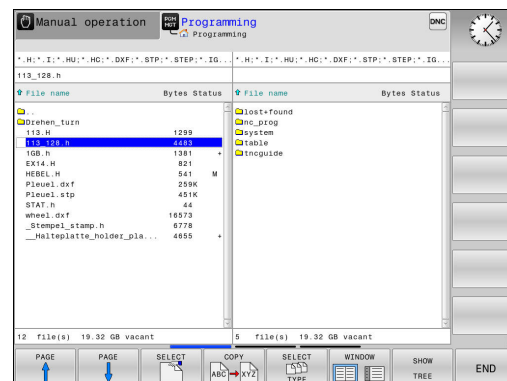 Manual operation
PGM
MGT
Programming
Programming
DNC
*.H;*.I;*.HU;*.HC;*.DXF;*.STP;*.STEP;*.IG...
*.H;*.I;*.HU;*.HC;*.DXF;*.STP;*.STEP;*.IG...
113_128.h
File name Bytes Status
File name Bytes Status
..
Drehen_turn
113.H 1299
113_128.h 4483
1GB.h 1381 +
EX14.H 821
HEBEL.H 541 M
Pleuel.dxf 259K
Pleuel.stp 451K
STAT.h 44
wheel.dxf 16573
_Stempel_stamp.h 6778
__Halteplatte_holder_pla... 4655 +
lost+found
nc_prog
system
table
tncguide
12 file(s) 19.32 GB vacant
5 file(s) 19.32 GB vacant
PAGE
PAGE
SELECT
COPY
ABC
XYZ
SELECT
TYPE
WINDOW
SHOW
TREE
END